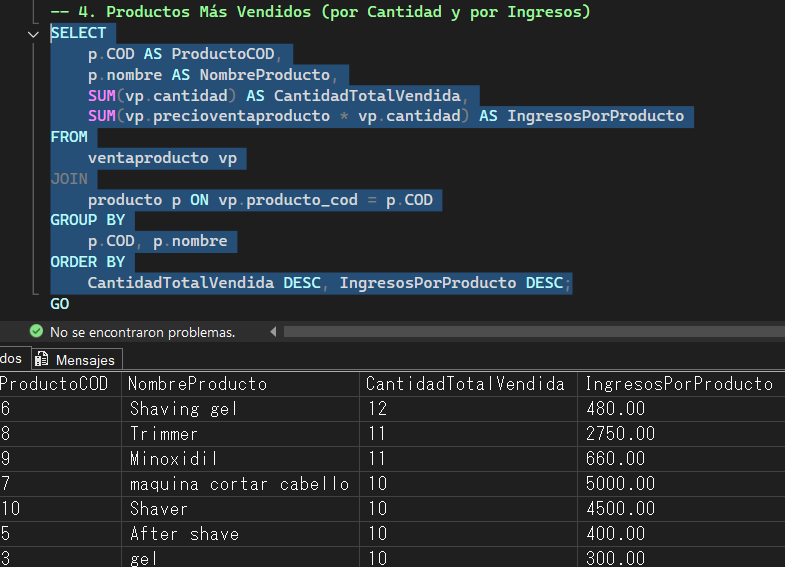 -- 4. Productos Más Vendidos (por Cantidad y por Ingresos)
SELECT
p.COD AS ProductoCOD,
p.nombre AS NombreProducto,
SUM(vp.cantidad) AS CantidadTotalVendida,
SUM(vp.precioventaproducto * vp.cantidad) AS IngresosPorProducto
FROM
ventaproducto vp
JOIN
producto p ON vp.producto_cod = p.COD
GROUP BY
p.COD, p.nombre
ORDER BY
CantidadTotalVendida DESC, IngresosPorProducto DESC;
GO
No se encontraron problemas.
dos Mensajes
ProductoCOD NombreProducto CantidadTotalVendida IngresosPorProducto
6 Shaving gel 12 480.00
8 Trimmer 11 2750.00
9 Minoxidil 11 660.00
7 maquina cortar cabello 10 5000.00
10 Shaver 10 4500.00
5 After shave 10 400.00
3 gel 10 300.00